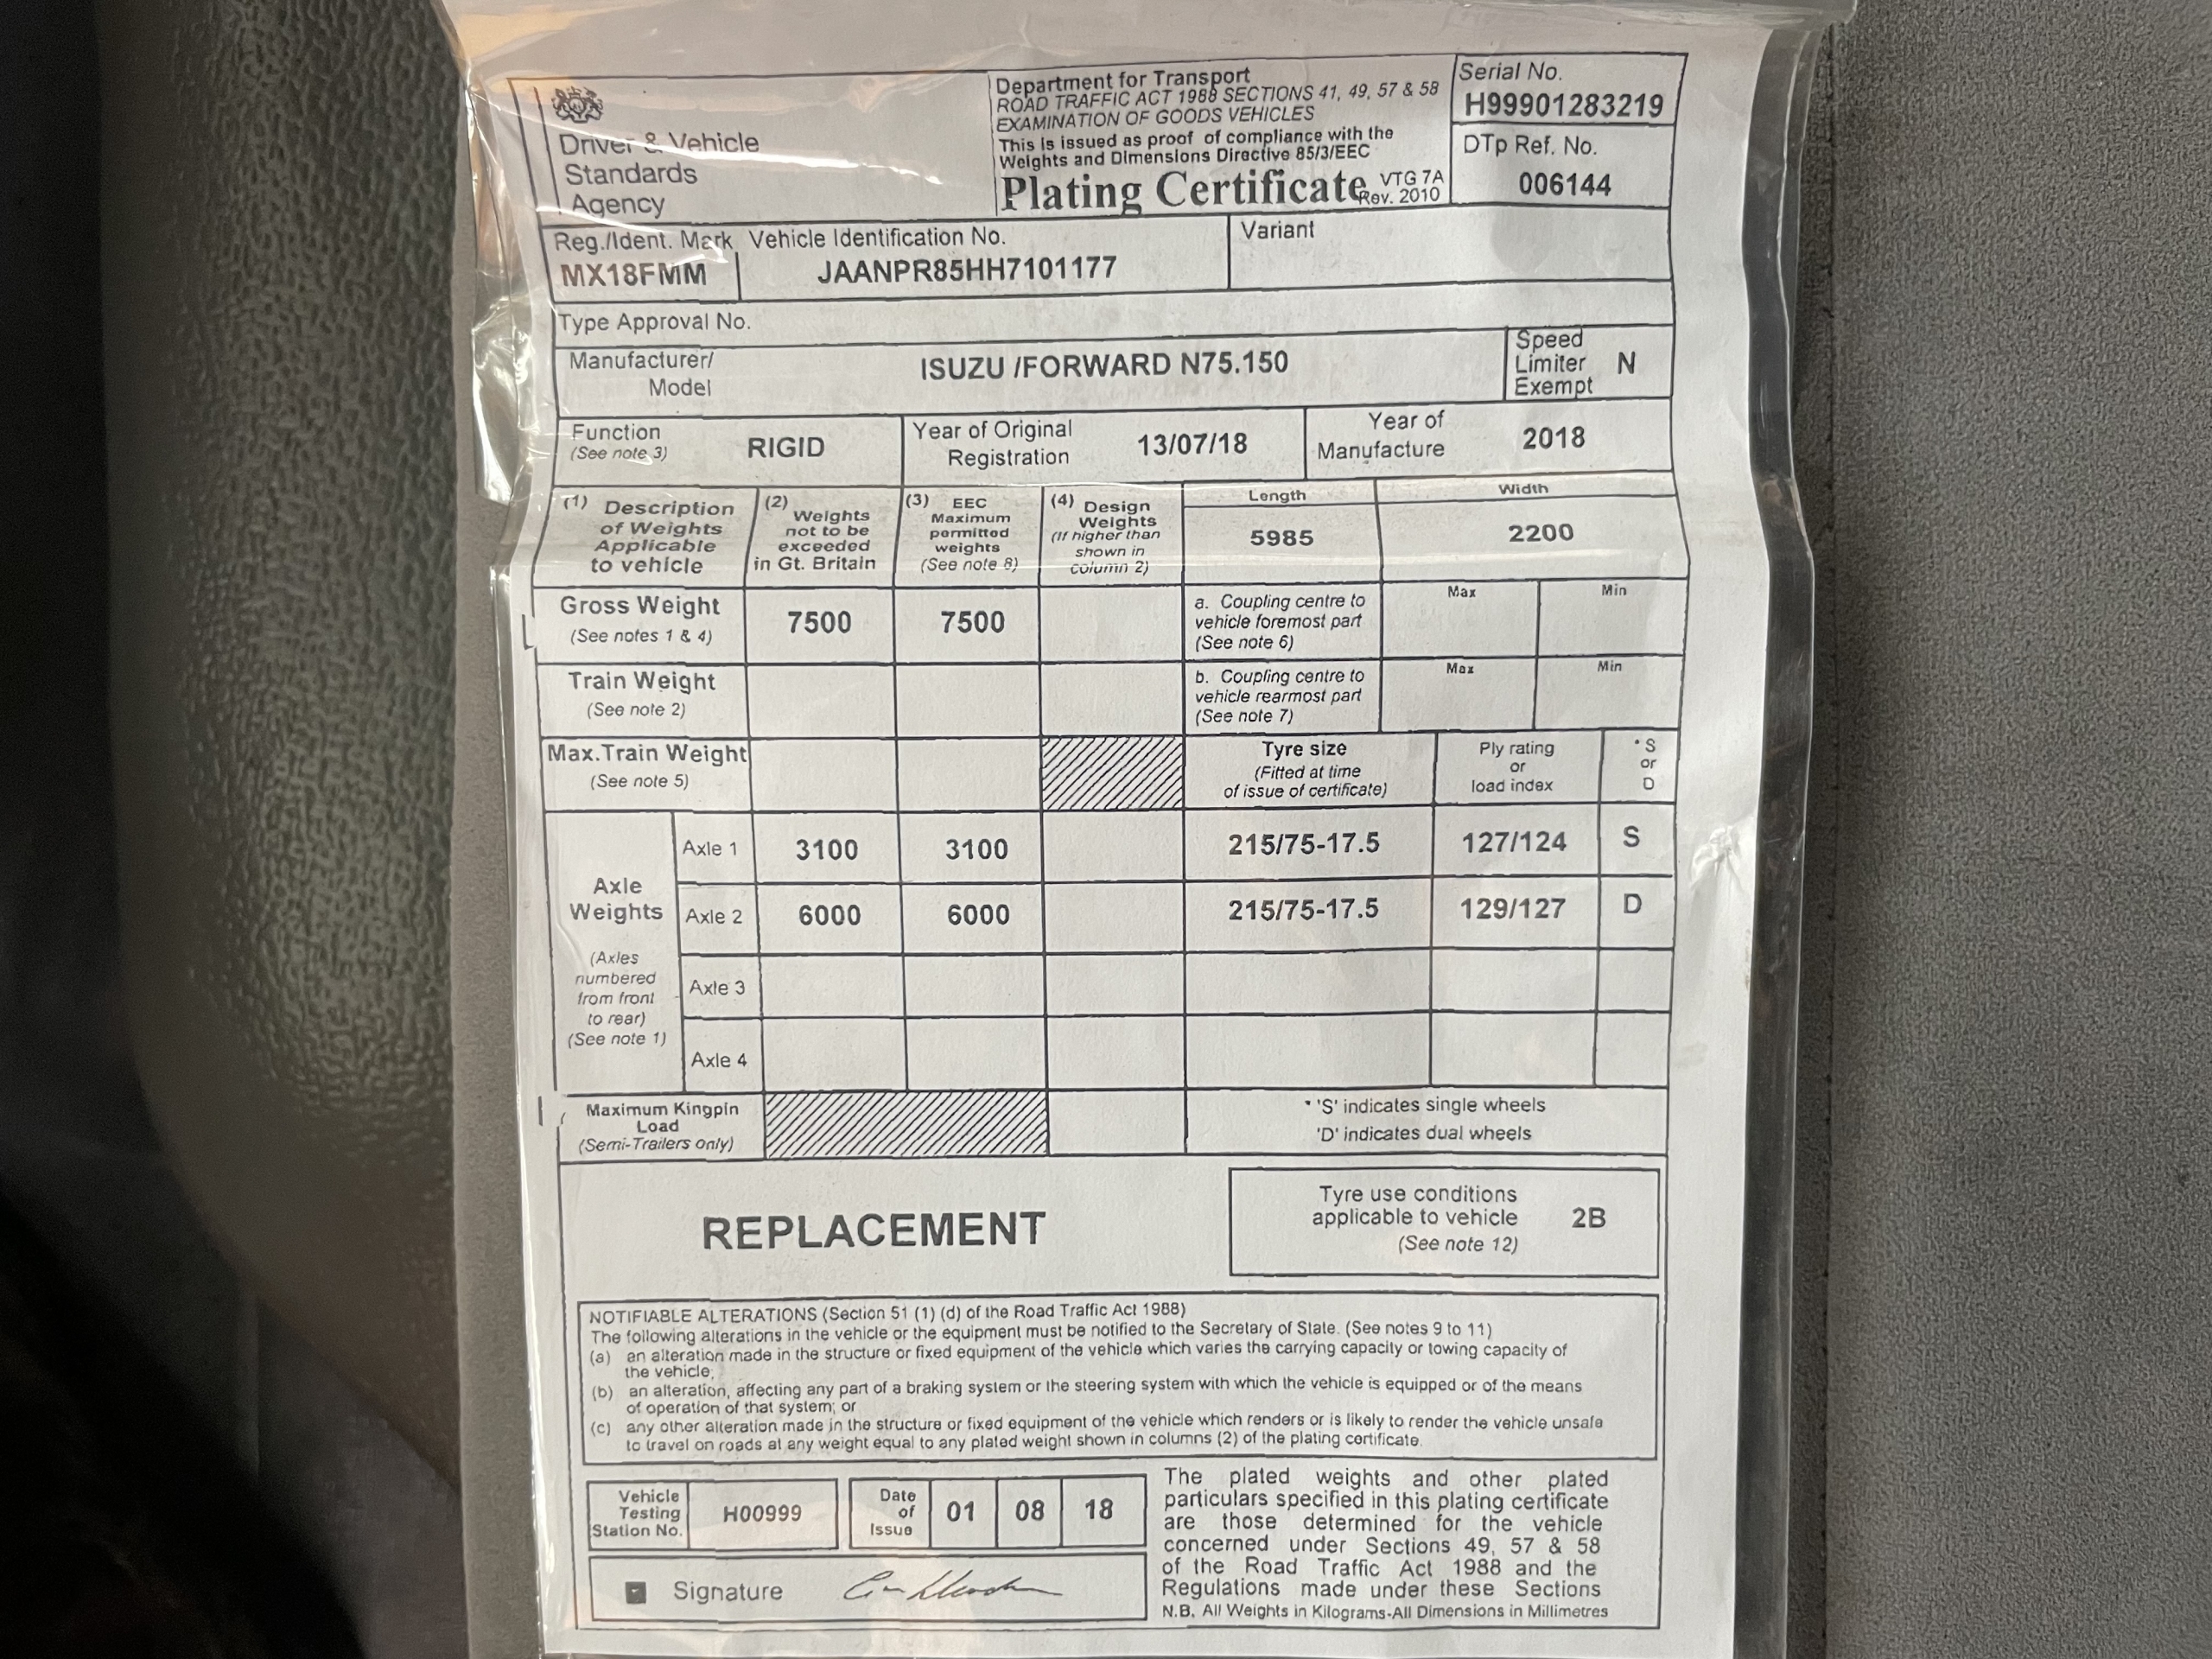 Driver & Vehicle
Standards
Agency
Department for Transport
ROAD TRAFFIC ACT 1988 SECTIONS 41, 49, 57 & 58
EXAMINATION OF GOODS VEHICLES
This is issued as proof of compliance with the
Weights and Dimensions Directive 85/3/EEC
Plating Certificate VTG 7A
Rev. 2010
Serial No.
H99901283219
DTp Ref. No.
006144
Reg./Ident. Mark
MX18FMM
Vehicle Identification No.
JAANPR85HH7101177
Variant
Type Approval No.
Manufacturer/
Model
ISUZU /FORWARD N75.150
Speed
Limiter
Exempt
N
Function
(See note 3)
RIGID
Year of Original
Registration
13/07/18
Year of
Manufacture
2018
(1) Description
of Weights
Applicable
to vehicle
(2) Weights
not to be
exceeded
in Gt. Britain
(3) EEC
Maximum
permitted
weights
(See note 8)
(4) Design
Weights
(If higher than
shown in
column 2)
Length
5985
Width
2200
Gross Weight
(See notes 1 & 4)
7500
7500
a. Coupling centre to
vehicle foremost part
(See note 6)
Max
Min
Train Weight
(See note 2)
b. Coupling centre to
vehicle rearmost part
(See note 7)
Max
Min
Max.Train Weight
(See note 5)
Tyre size
(Fitted at time
of issue of certificate)
Ply rating
or
load index
* S
or
D
Axle
Weights
(Axles
numbered
from front
to rear)
(See note 1)
Axle 1
3100
3100
215/75-17.5
127/124
S
Axle 2
6000
6000
215/75-17.5
129/127
D
Axle 3
Axle 4
Maximum Kingpin
Load
(Semi-Trailers only)
* 'S' indicates single wheels
'D' indicates dual wheels
REPLACEMENT
Tyre use conditions
applicable to vehicle
(See note 12)
2B
NOTIFIABLE ALTERATIONS (Section 51 (1) (d) of the Road Traffic Act 1988)
The following alterations in the vehicle or the equipment must be notified to the Secretary of State. (See notes 9 to 11)
(a) an alteration made in the structure or fixed equipment of the vehicle which varies the carrying capacity or towing capacity of
the vehicle;
(b) an alteration, affecting any part of a braking system or the steering system with which the vehicle is equipped or of the means
of operation of that system; or
(c) any other alteration made in the structure or fixed equipment of the vehicle which renders or is likely to render the vehicle unsafe
to travel on roads at any weight equal to any plated weight shown in columns (2) of the plating certificate.
Vehicle
Testing
Station No.
H00999
Date
of
Issue
01
08
18
Signature
The plated weights and other plated
particulars specified in this plating certificate
are those determined for the vehicle
concerned under Sections 49, 57 & 58
of the Road Traffic Act 1988 and the
Regulations made under these Sections
N.B. All Weights in Kilograms-All Dimensions in Millimetres